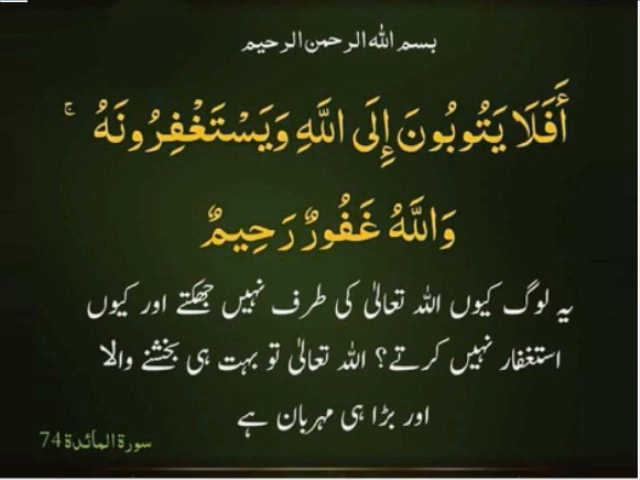 بسم اللہ الرحمن الرحیم
أَفَلَا يَتُوبُونَ إِلَى اللَّهِ وَيَسْتَغْفِرُونَهُ ۚ
وَاللَّهُ غَفُورٌ رَحِيمٌ
یہ لوگ کیوں اللہ تعالیٰ کی طرف نہیں جھکتے اور کیوں
استغفار نہیں کرتے؟ اللہ تعالیٰ تو بہت ہی بخشنے والا
اور بڑا ہی مہربان ہے
سورۃ المائدۃ 74